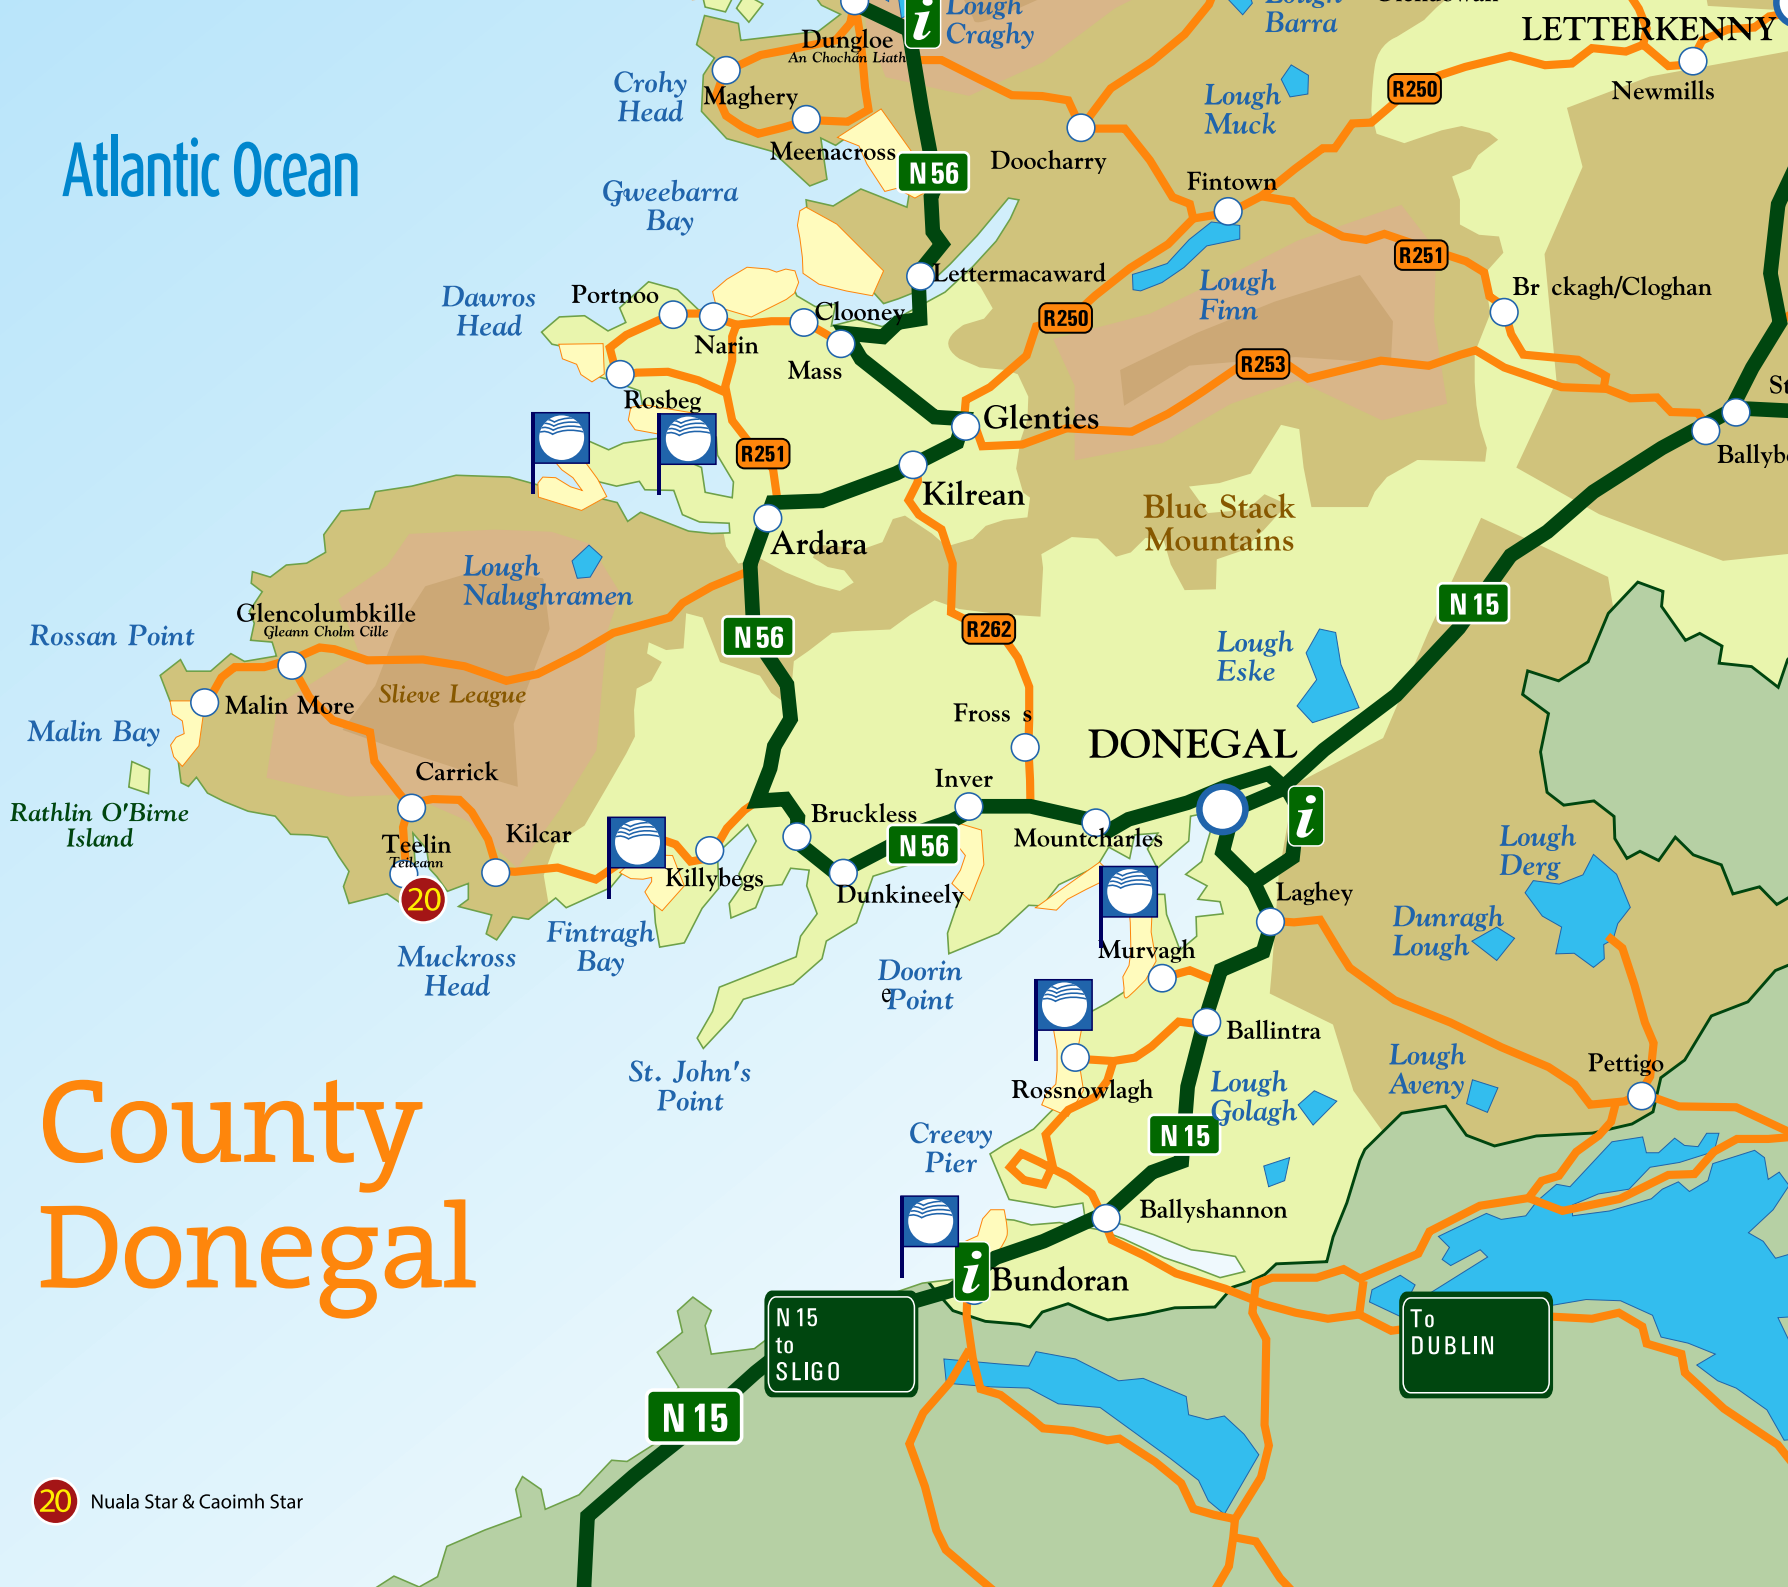 Lough
Craghy
Lough
Barra
LETTERKENNY
Dungloe
An Chochán Liath
Crohy
Head
Maghery
Meenacross
Lough
Muck
R250
Newmills
Atlantic Ocean
N 56
Doocharry
Gweebarra
Bay
Fintown
R251
Lettermacaward
Lough
Finn
Br ckagh/Cloghan
Dawros
Head
Portnoo
Clooney
Narin
Mass
R250
R253
Rosbeg
Glenties
St
Ballyb
R251
Kilrean
Bluc Stack
Mountains
Ardara
Lough
Nalughramen
Glencolumbkille
Gleann Cholm Cille
Rossan Point
N 56
R262
N 15
Lough
Eske
Slieve League
Malin More
Malin Bay
Fross s
DONEGAL
Carrick
Inver
Rathlin O'Birne
Island
Bruckless
Kilcar
Teelin
Teileann
N 56
Mountcharles
i
Lough
Derg
Killybegs
Dunkineely
Laghey
20
Fintragh
Bay
Muckross
Head
Dunragh
Lough
Murvagh
Doorin
Point
e
Ballintra
St. John's
Point
Rossnowlagh
Lough
Golagh
Lough
Aveny
Pettigo
County
Donegal
Creevy
Pier
N 15
Ballyshannon
i
Bundoran
N 15
to
SLIGO
To
DUBLIN
N 15
20 Nuala Star & Caoimh Star